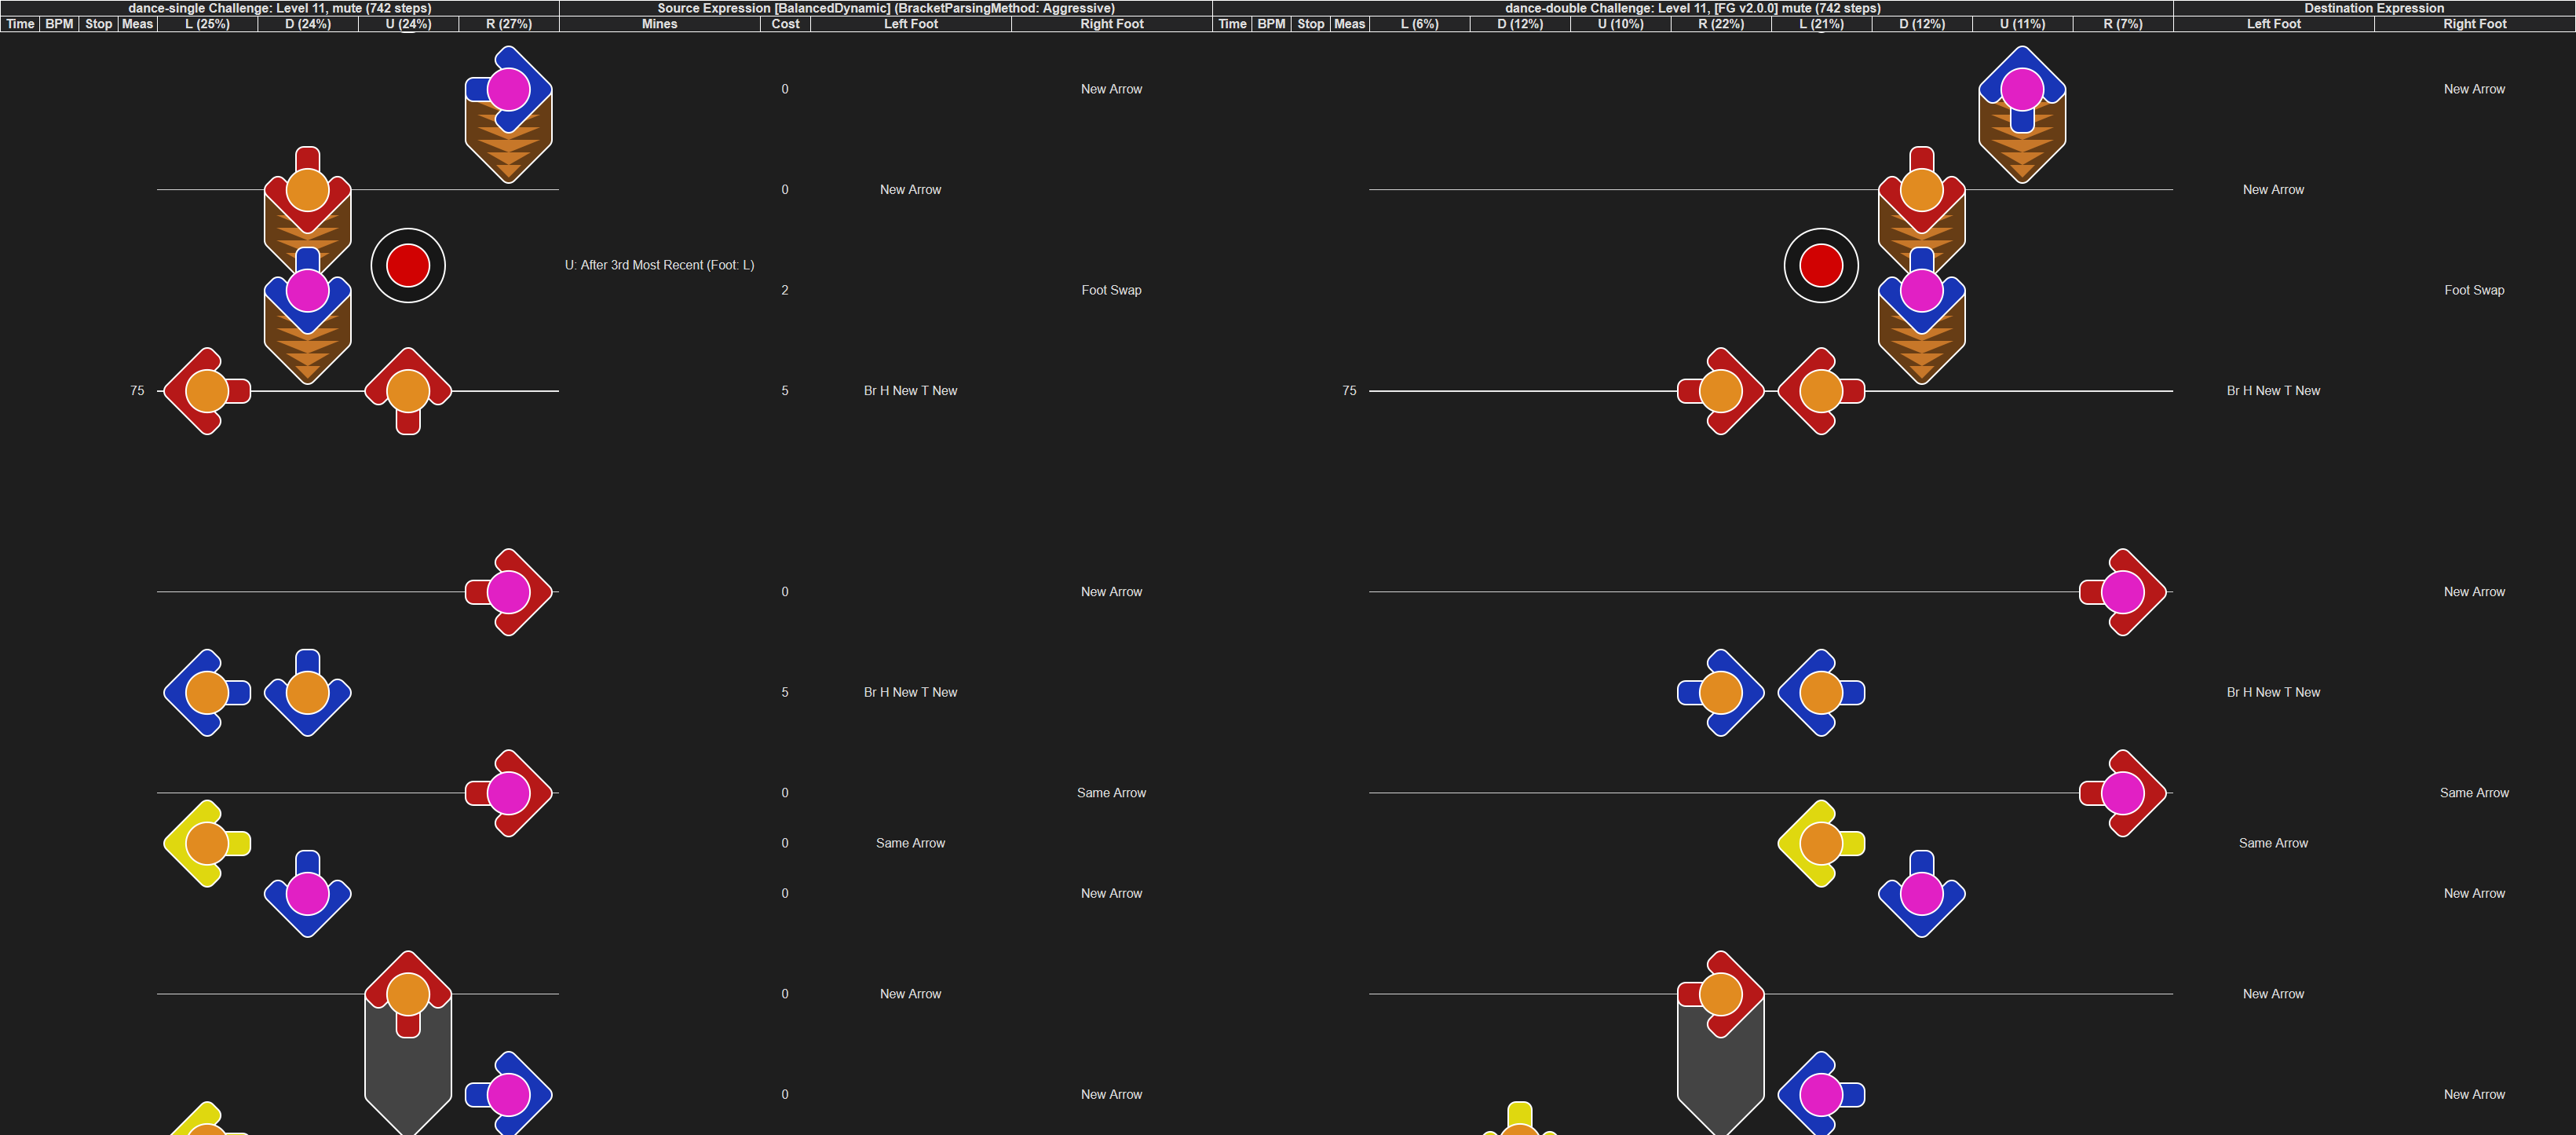 dance-single Challenge: Level 11, mute (742 steps) Source Expression [BalancedDynamic] (BracketParsingMethod: Aggressive) dance-double Challenge: Level 11, [FG v2.0.0] mute (742 steps) Destination Expression
Time BPM Stop Meas L (25%) D (24%) U (24%) R (27%) Mines Cost Left Foot Right Foot Time BPM Stop Meas L (6%) D (12%) U (10%) R (22%) L (21%) D (12%) U (11%) R (7%) Left Foot Right Foot
0 New Arrow New Arrow
0 New Arrow New Arrow
U: After 3rd Most Recent (Foot: L)
2 Foot Swap Foot Swap
75 5 Br H New T New 75 Br H New T New
0 New Arrow New Arrow
5 Br H New T New Br H New T New
0 Same Arrow Same Arrow
0 Same Arrow Same Arrow
0 New Arrow New Arrow
0 New Arrow New Arrow
0 New Arrow New Arrow